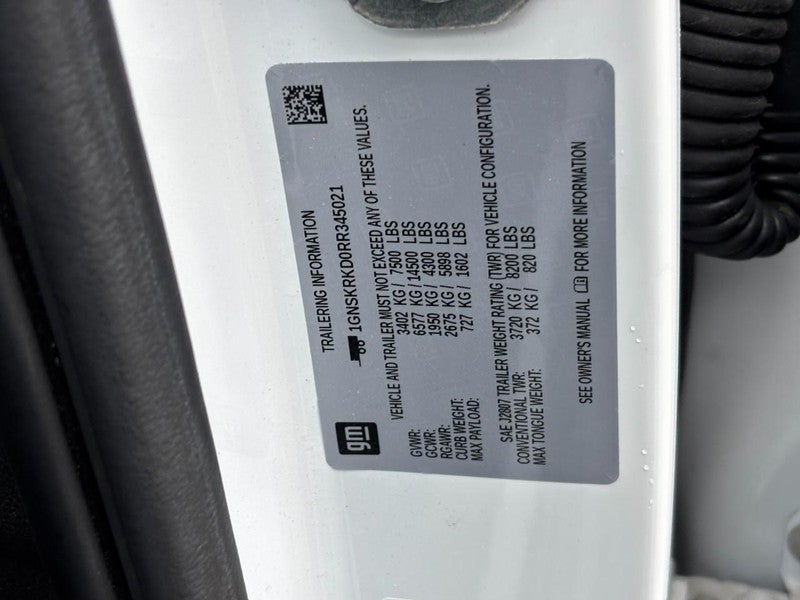 gm
TRAILERING INFORMATION
1GNSKRKD0RR345021
VEHICLE AND TRAILER MUST NOT EXCEED ANY OF THESE VALUES.
GVWR: 3402 KG/ 7500 LBS
GCWR: 6577 KG/ 14500 LBS
RGAWR: 1950 KG/ 4300 LBS
CURB WEIGHT: 2675 KG/ 5898 LBS
MAX PAYLOAD: 727 KG/ 1602 LBS
SAE J2807 TRAILER WEIGHT RATING (TWR) FOR VEHICLE CONFIGURATION.
CONVENTIONAL TWR: 3720 KG/ 8200 LBS
MAX TONGUE WEIGHT: 372 KG/ 820 LBS
SEE OWNER'S MANUAL FOR MORE INFORMATION